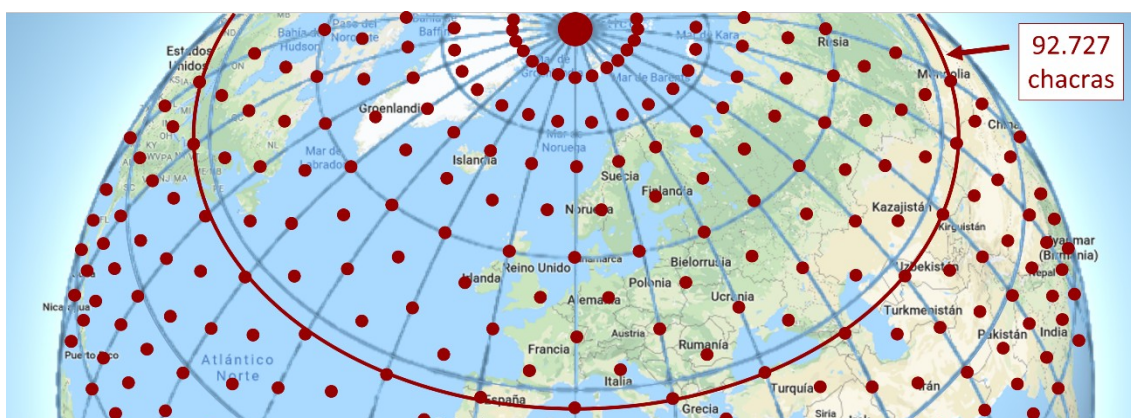 92.727
chacras
Bahía de
Hudson
Paso del
Noroeste
Bahía de
Baffin
Mar de Kara
Rusia
Estados
Unidos
Mongolia
Mar de Barents
Groenlandia
China
Mar de
Noruega
Mar de
Labrador
Islandia
Suecia
Finlandia
Noruega
Kazajistán
Kirguistán
Myanmar
(Birmania)
Reino Unido
Dinamarca
Bielorrusia
Irlanda
Polonia
Uzbekistán
Nepal
Alemania
Ucrania
Nicaragua
Turkmenistán
Austria
Pakistán
India
Puerto Rico
Atlántico
Norte
Francia
Rumanía
Italia
España
Turquía
Irán
Grecia
Siria